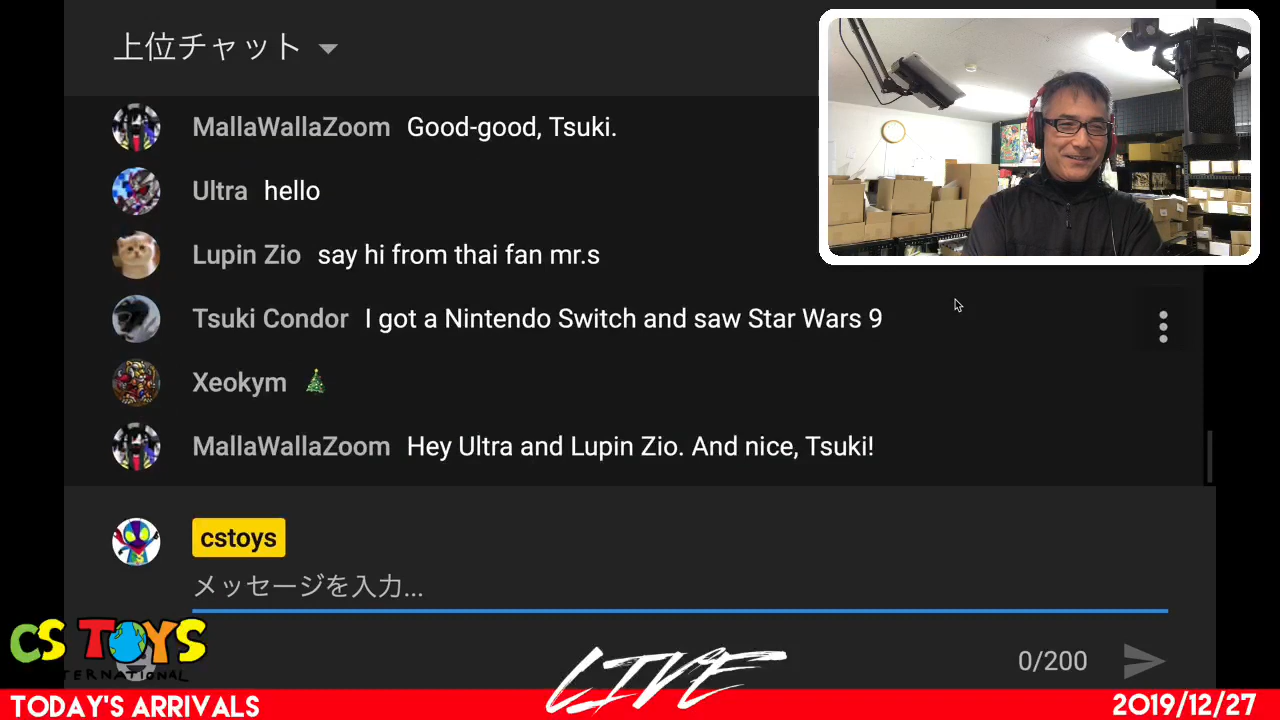 上位チャット
MallaWallaZoom Good-good, Tsuki.
Ultra hello
Lupin Zio say hi from thai fan mr.s
Tsuki Condor I got a Nintendo Switch and saw Star Wars 9
Xeokym 🎄
MallaWallaZoom Hey Ultra and Lupin Zio. And nice, Tsuki!
cstoys
メッセージを入力...
CS TOYS
INTERNATIONAL
LIVE
0/200
TODAY'S ARRIVALS
2019/12/27